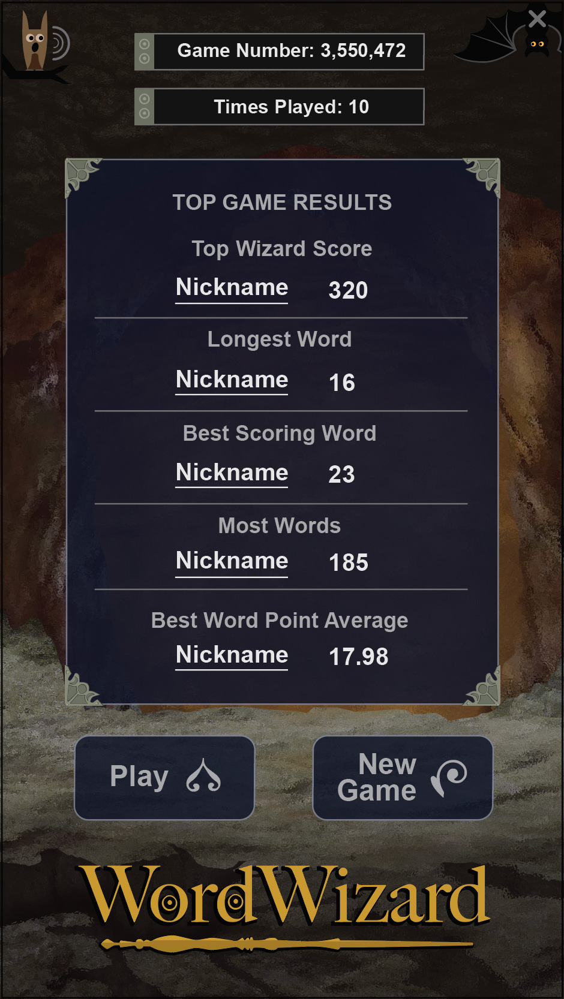 Game Number: 3,550,472
Times Played: 10
TOP GAME RESULTS
Top Wizard Score
Nickname 320
Longest Word
Nickname 16
Best Scoring Word
Nickname 23
Most Words
Nickname 185
Best Word Point Average
Nickname 17.98
Play
New
Game
WordWizard